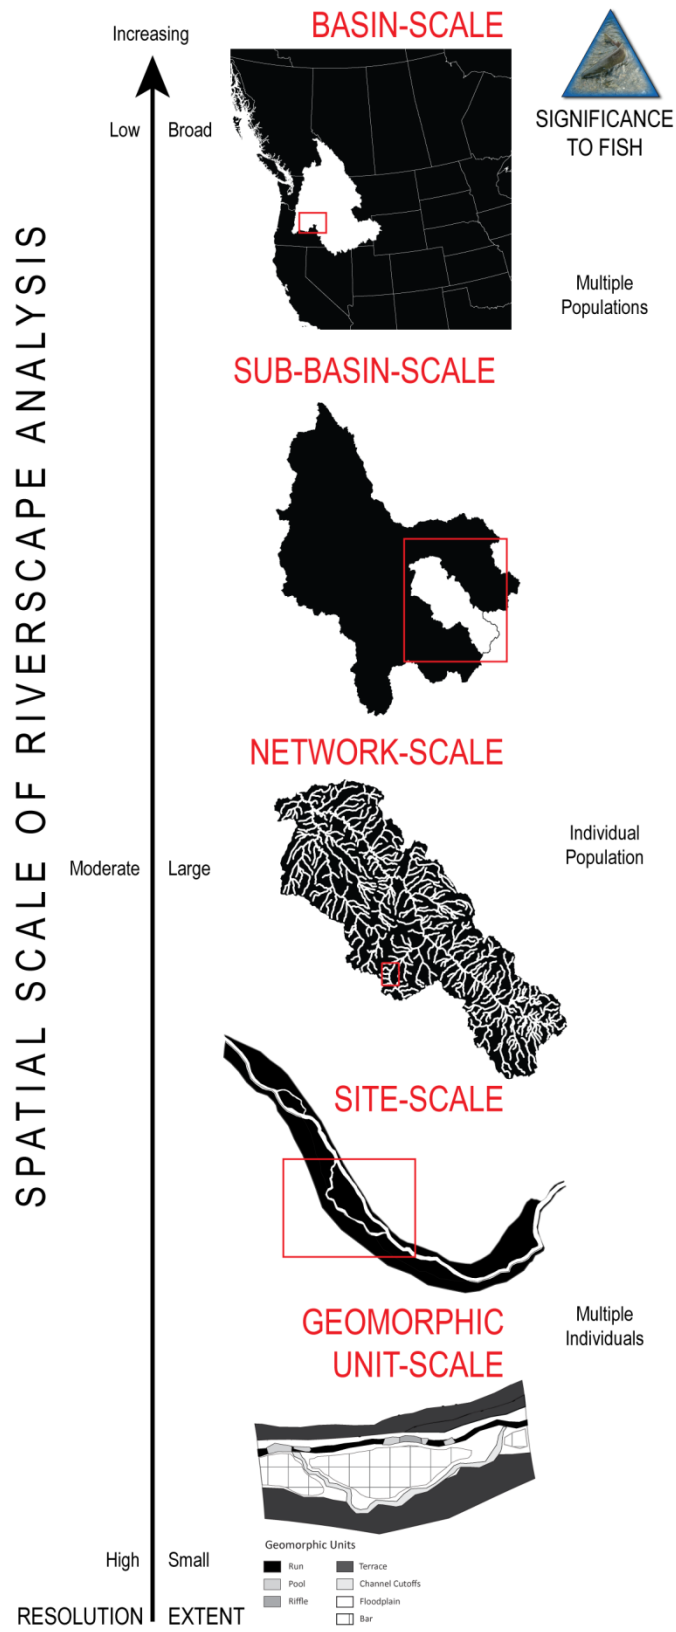 BASIN-SCALE
Increasing
Low
Broad
SIGNIFICANCE
TO FISH
Multiple
Populations
SPATIAL SCALE OF RIVERSCAPE ANALYSIS
SUB-BASIN-SCALE
NETWORK-SCALE
Individual
Population
Moderate
Large
SITE-SCALE
GEOMORPHIC
UNIT-SCALE
Multiple
Individuals
High
Small
Geomorphic Units
Run
Pool
Riffle
Terrace
Channel Cutoffs
Floodplain
Bar
RESOLUTION
EXTENT